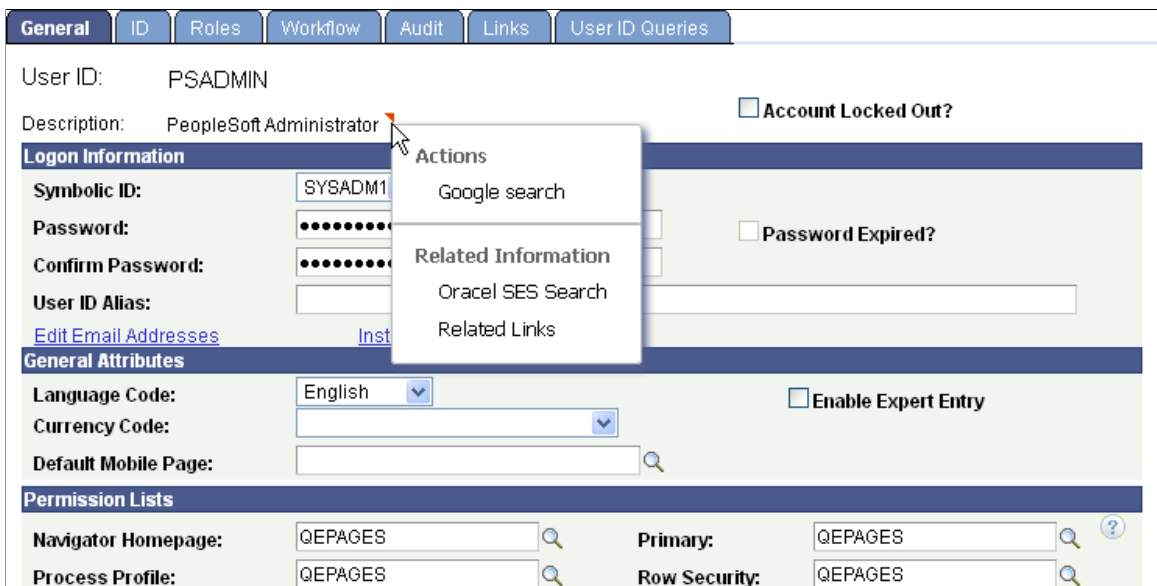 General ID Roles Workflow Audit Links User ID Queries
User ID: PSADMIN
Account Locked Out?
Description: PeopleSoft Administrator
Actions
Google search
Related Information
Oracel SES Search
Related Links
Logon Information
Symbolic ID: SYSADM1
Password: ●●●●●●●●● Password Expired?
Confirm Password: ●●●●●●●●●
User ID Alias:
Edit Email Addresses Inst
General Attributes
Language Code: English Enable Expert Entry
Currency Code:
Default Mobile Page:
Permission Lists
Navigator Homepage: QEPAGES Primary: QEPAGES ?
Process Profile: QEPAGES Row Security: QEPAGES